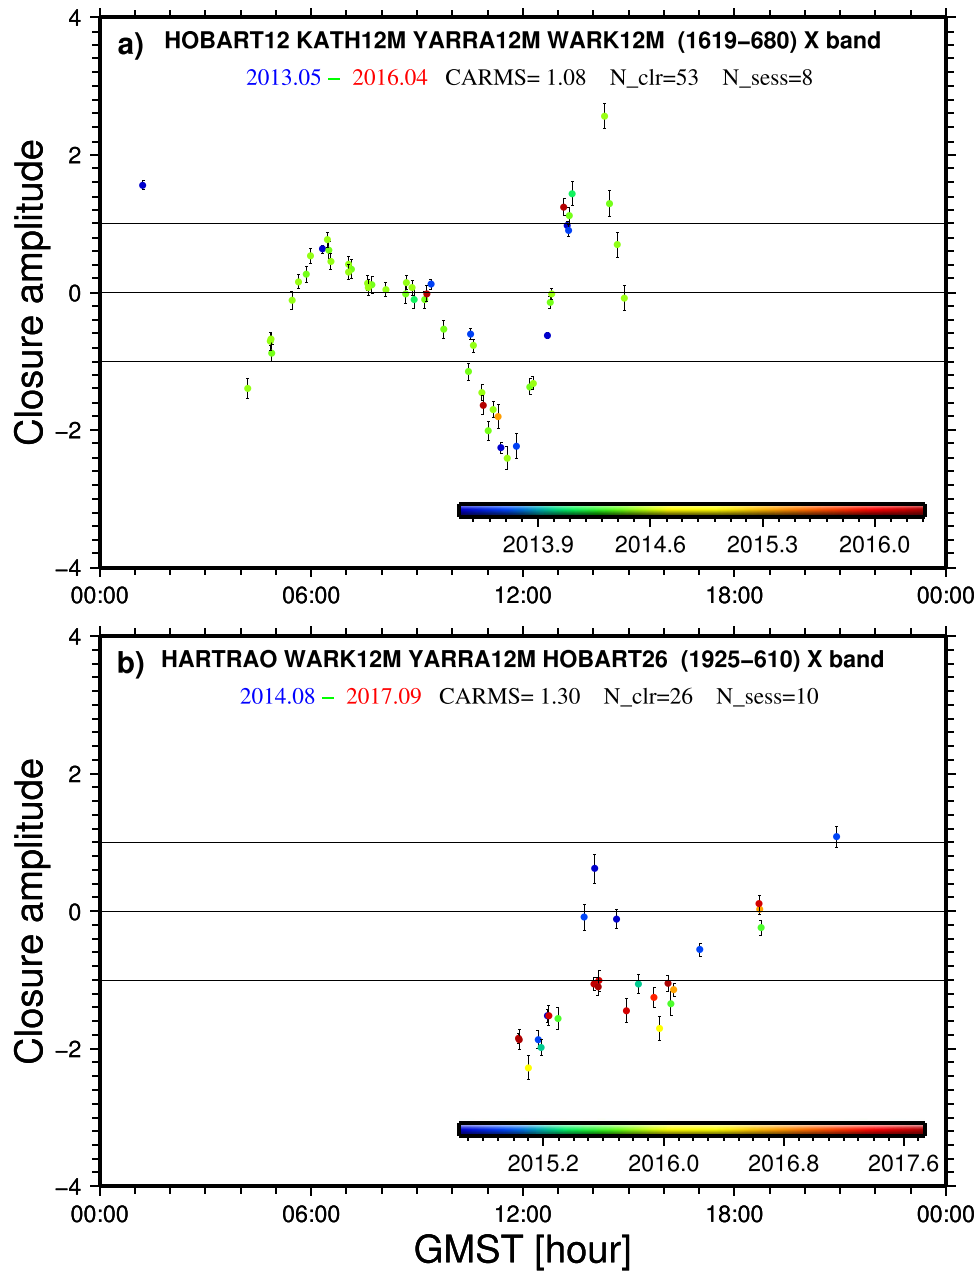 a) HOBART12 KATH12M YARRA12M WARK12M (1619−680) X band
2013.05 − 2016.04 CARMS= 1.08 N_clr=53 N_sess=8
4
2
0
−2
−4
Closure amplitude
2013.9 2014.6 2015.3 2016.0
00:00 06:00 12:00 18:00 00:00
b) HARTRAO WARK12M YARRA12M HOBART26 (1925−610) X band
2014.08 − 2017.09 CARMS= 1.30 N_clr=26 N_sess=10
4
2
0
−2
−4
Closure amplitude
2015.2 2016.0 2016.8 2017.6
00:00 06:00 12:00 18:00 00:00
GMST [hour]